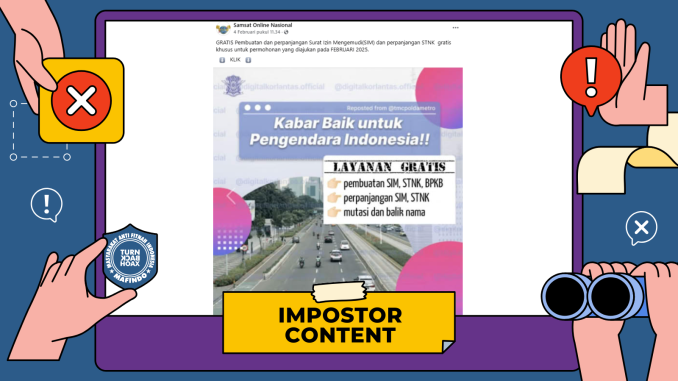 Samsat Online Nasional
4 Februari pukul 11.34
GRATIS Pembuatan dan perpanjangan Surat Izin Mengemudi(SIM) dan perpanjangan STNK gratis
khusus untuk permohonan yang diajukan pada FEBRUARI 2025.
KLIK
@digitalkorlantas.official
Reposted from @tmcpoldametro
Kabar Baik untuk
Pengendara Indonesia!!
LAYANAN GRATIS
👉 pembuatan SIM, STNK, BPKB
👉 perpanjangan SIM, STNK
👉 mutasi dan balik nama
MASYARAKAT ANTI FITNAH INDONESIA
TURN
BACK
HOAX
MAFINDO
IMPOSTOR
CONTENT